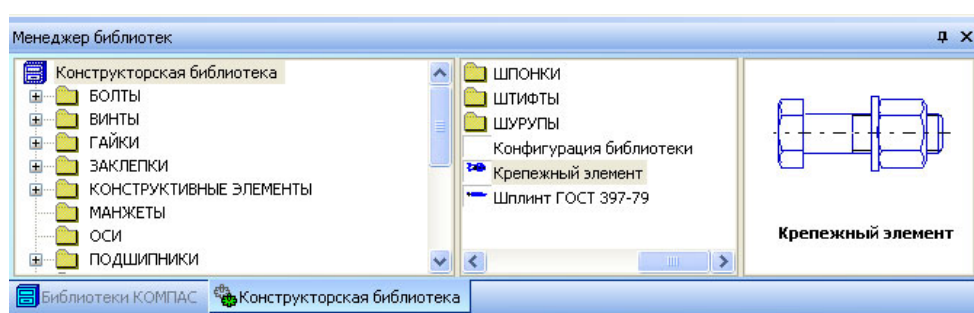 Менеджер библиотек
Конструкторская библиотека
БОЛТЫ
ВИНТЫ
ГАЙКИ
ЗАКЛЕПКИ
КОНСТРУКТИВНЫЕ ЭЛЕМЕНТЫ
МАНЖЕТЫ
ОСИ
ПОДШИПНИКИ
ШПОНКИ
ШТИФТЫ
ШУРУПЫ
Конфигурация библиотеки
Крепежный элемент
Шплинт ГОСТ 397-79
Крепежный элемент
Библиотеки КОМПАС
Конструкторская библиотека